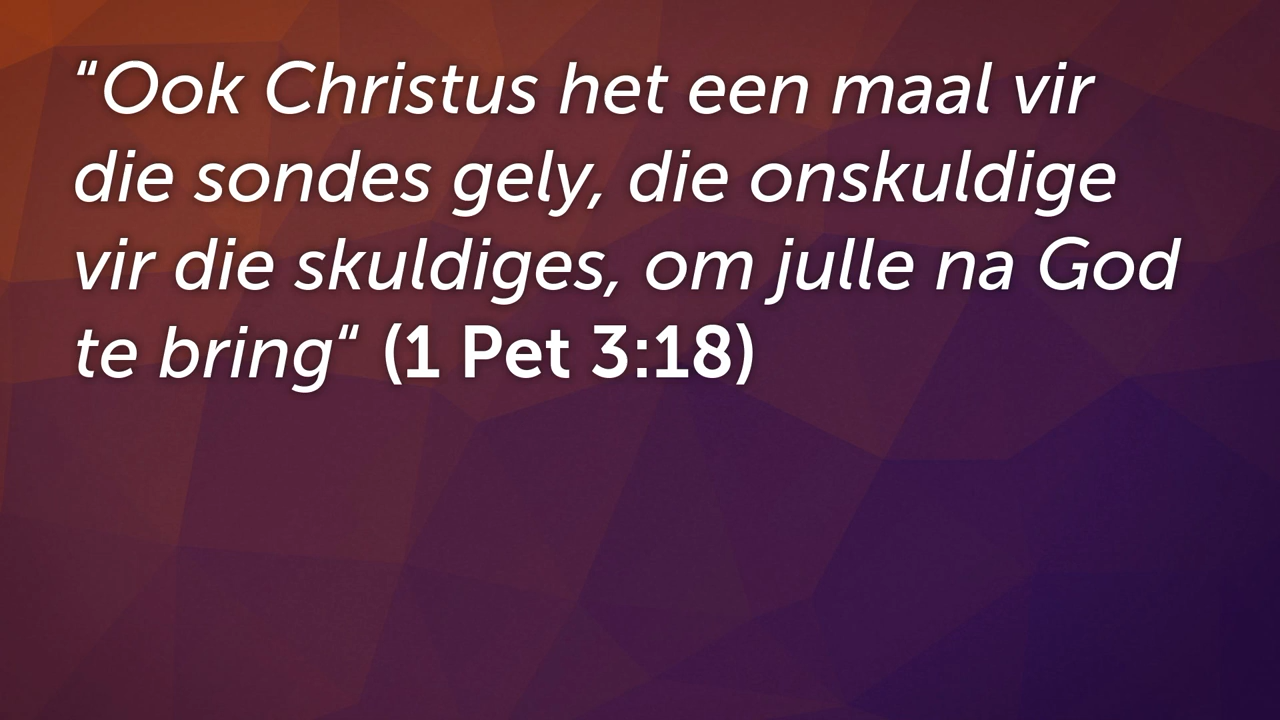 “Ook Christus het een maal vir
die sondes gely, die onskuldige
vir die skuldiges, om julle na God
te bring“ (1 Pet 3:18)